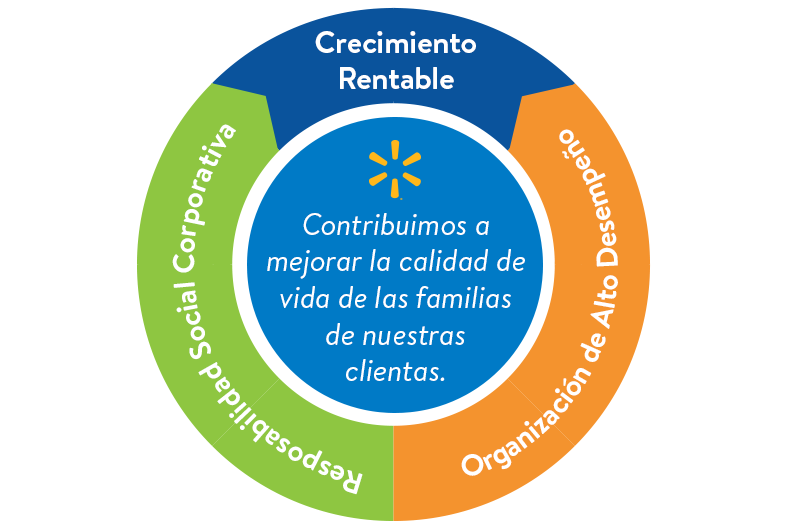 Crecimiento
Rentable
Contribuimos a
mejorar la calidad de
vida de las familias
de nuestras
clientas.
Responsabilidad Social Corporativa
Organización de Alto Desempeño